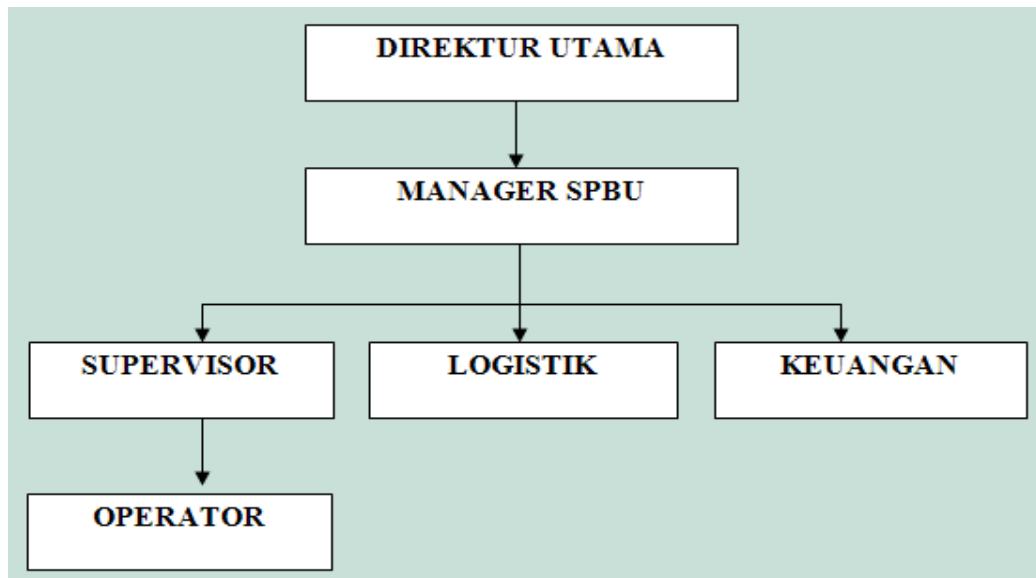 DIREKTUR UTAMA
MANAGER SPBU
SUPERVISOR
LOGISTIK
KEUANGAN
OPERATOR